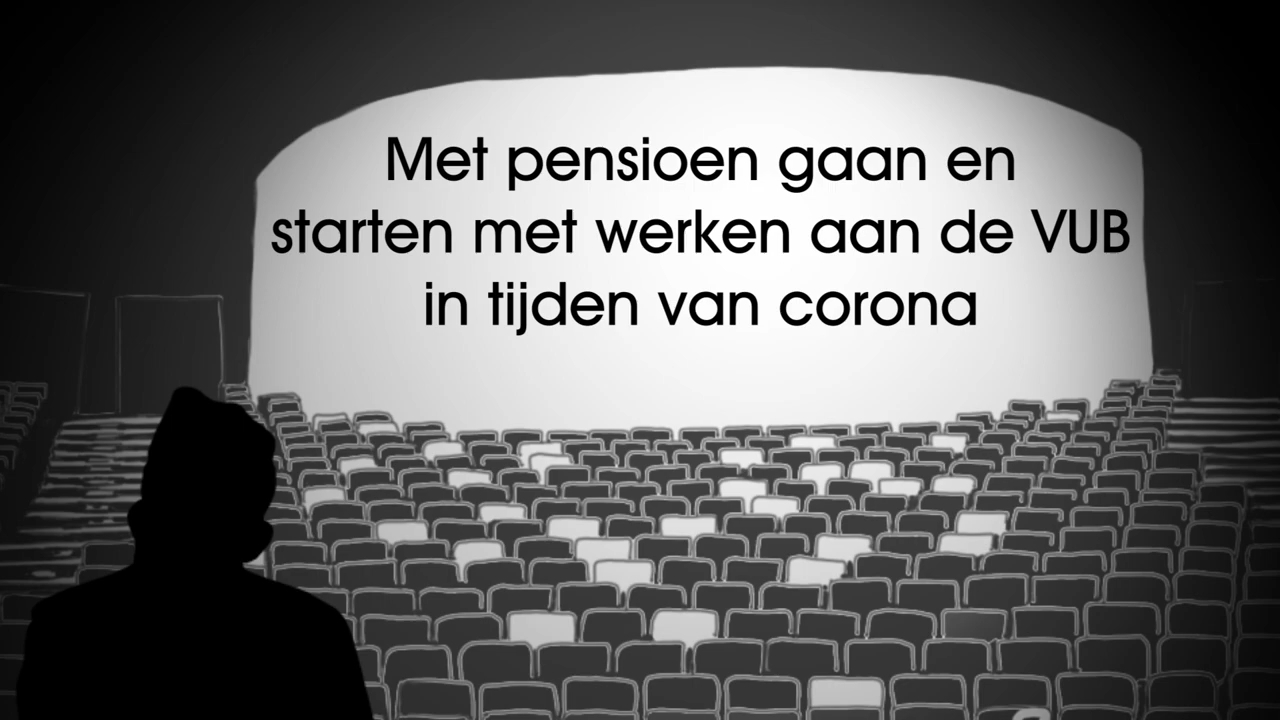 Met pensioen gaan en
starten met werken aan de VUB
in tijden van corona